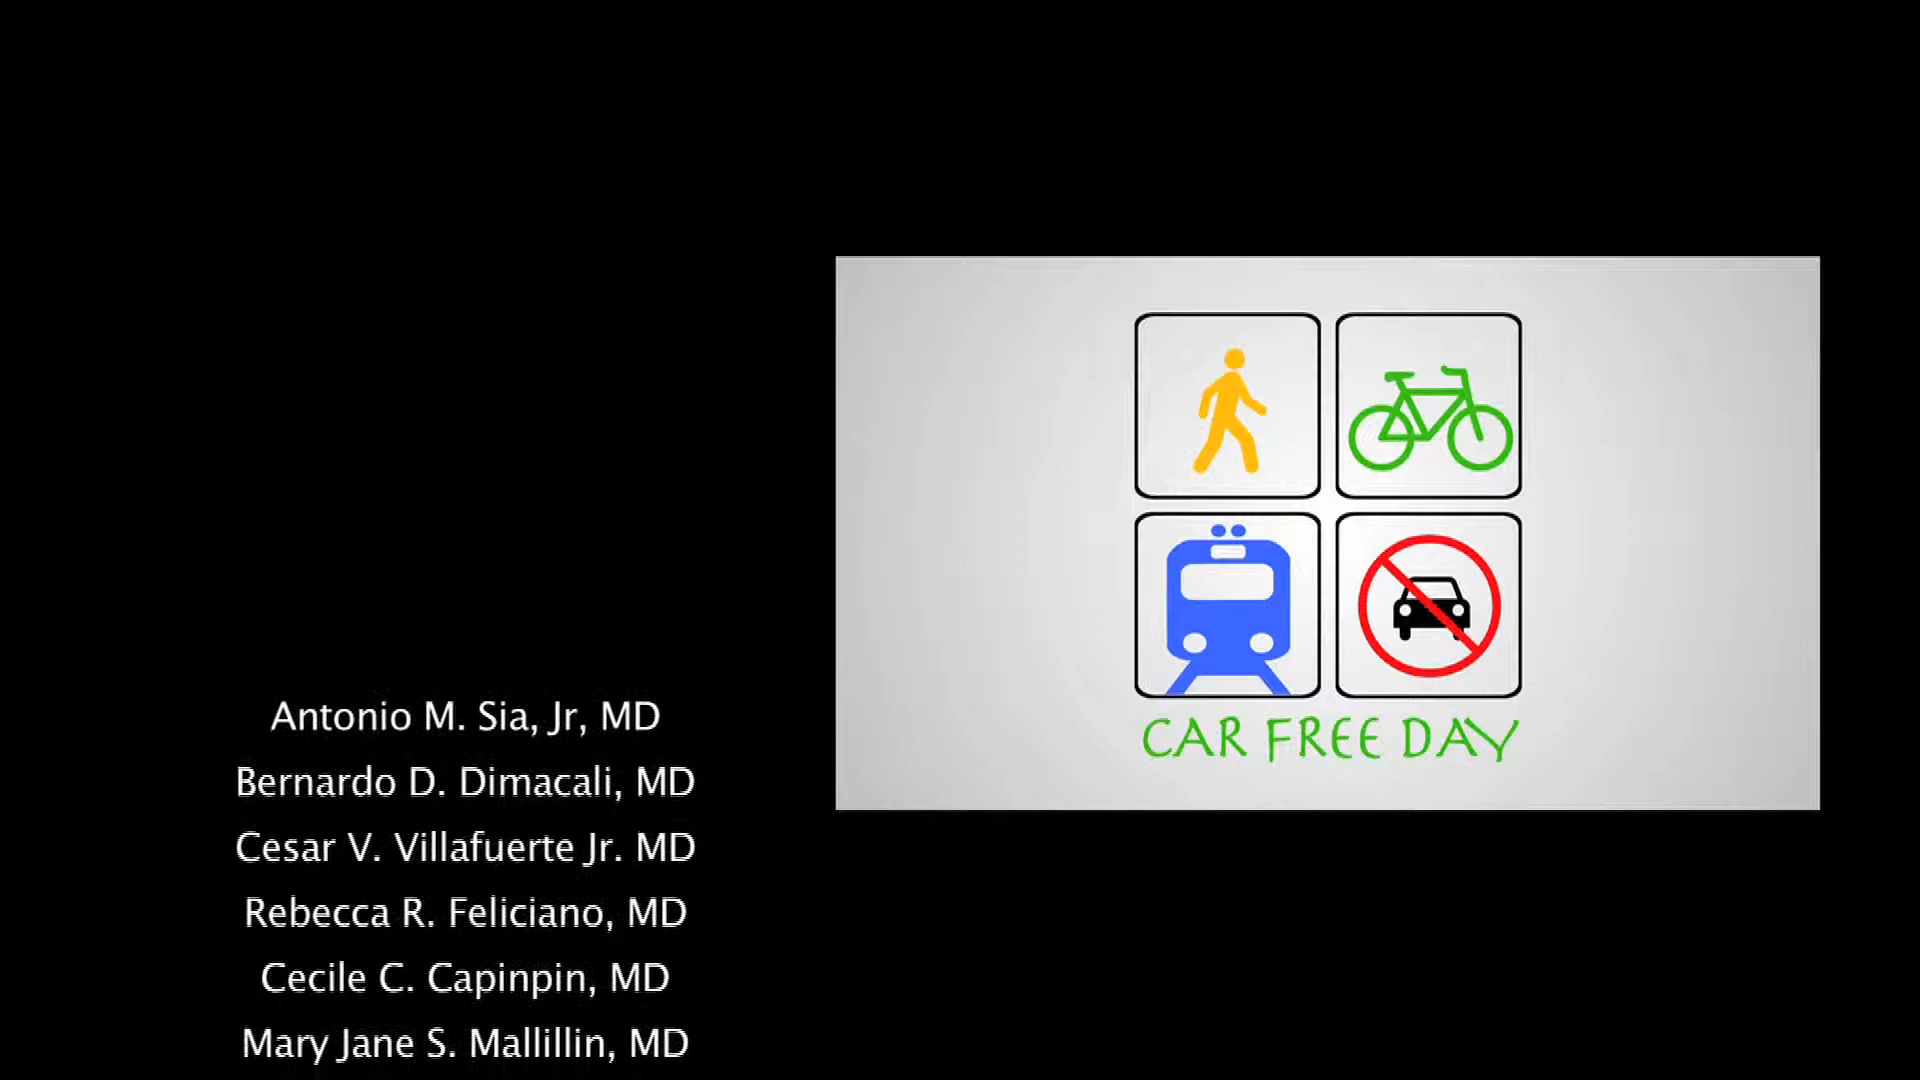 Antonio M. Sia, Jr, MD
Bernardo D. Dimacali, MD
Cesar V. Villafuerte Jr. MD
Rebecca R. Feliciano, MD
Cecile C. Capinpin, MD
Mary Jane S. Mallillin, MD
CAR FREE DAY